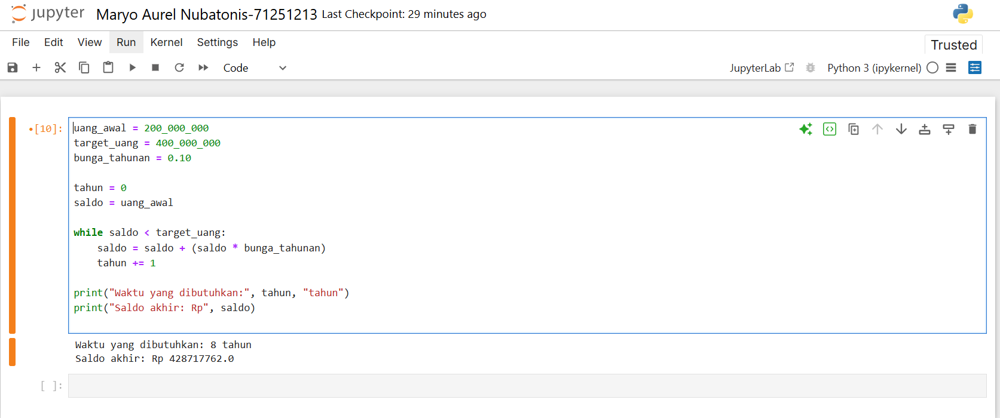 jupyter Maryo Aurel Nubatonis-71251213 Last Checkpoint: 29 minutes ago
File Edit View Run Kernel Settings Help
Trusted
Code
JupyterLab Python 3 (ipykernel)
[10]:
uang_awal = 200_000_000
target_uang = 400_000_000
bunga_tahunan = 0.10
tahun = 0
saldo = uang_awal
while saldo < target_uang:
    saldo = saldo + (saldo * bunga_tahunan)
    tahun += 1
print("Waktu yang dibutuhkan:", tahun, "tahun")
print("Saldo akhir: Rp", saldo)
Waktu yang dibutuhkan: 8 tahun
Saldo akhir: Rp 428717762.0
[ ]: